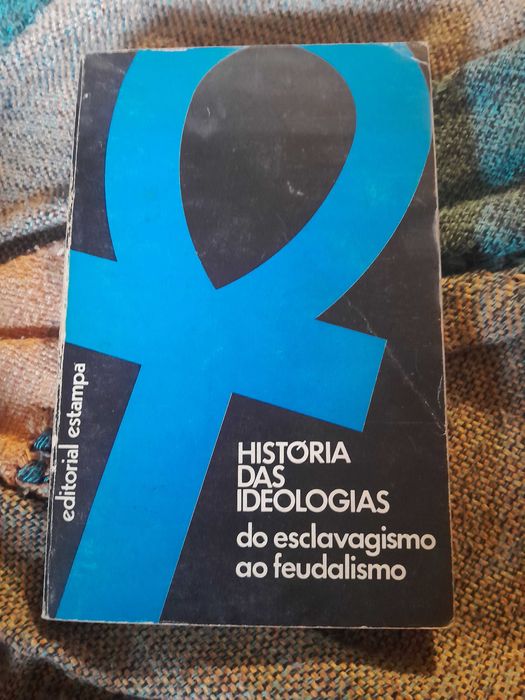 editorial estampa
HISTÓRIA
DAS
IDEOLOGIAS
do esclavagismo
ao feudalismo